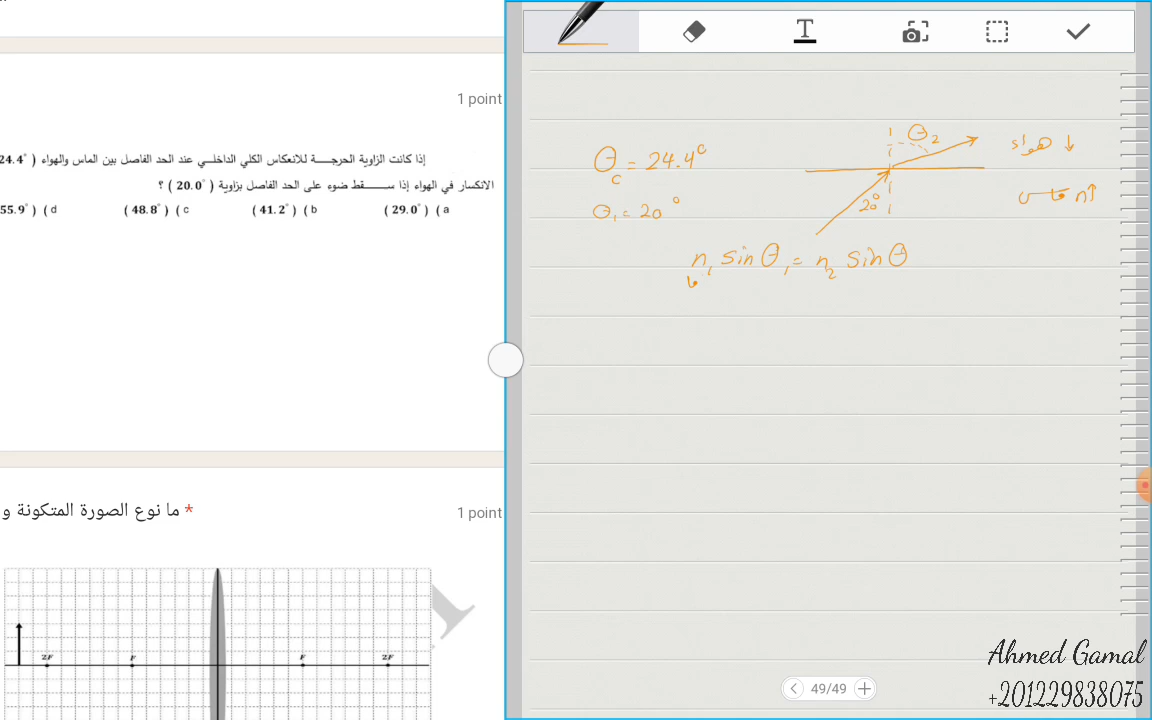 1 point
إذا كانت الزاوية الحرجة للانعكاس الكلي الداخلي عند الحد الفاصل بين الماس والهواء ( 24.4°
الانكسار في الهواء إذا سقط ضوء على الحد الفاصل بزاوية ( 20.0° ) ؟
a) ( 29.0° ) b) ( 41.2° ) c) ( 48.8° ) d) ( 55.9°
ما نوع الصورة المتكونة و *
1 point
2F F F 2F
T
θc = 24.4°
θ1 = 20°
θ2
هواء ↓
20°
ماس n↑
n1 sin θ1 = n2 sin θ
49/49
Ahmed Gamal
+201229838075